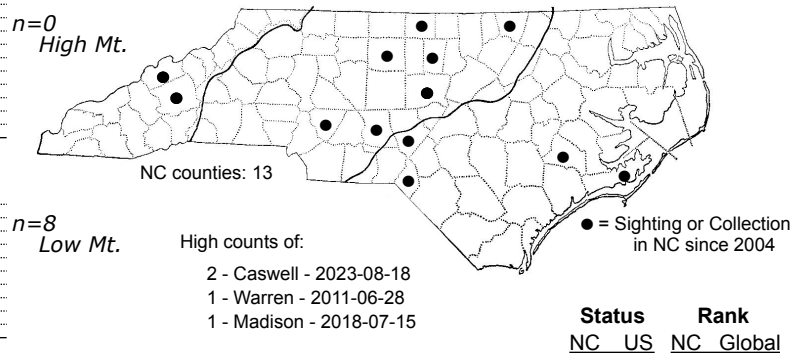 n=0
High Mt.
NC counties: 13
n=8
Low Mt.
High counts of:
2 - Caswell - 2023-08-18
1 - Warren - 2011-06-28
1 - Madison - 2018-07-15
● = Sighting or Collection
in NC since 2004
Status Rank
NC US NC Global